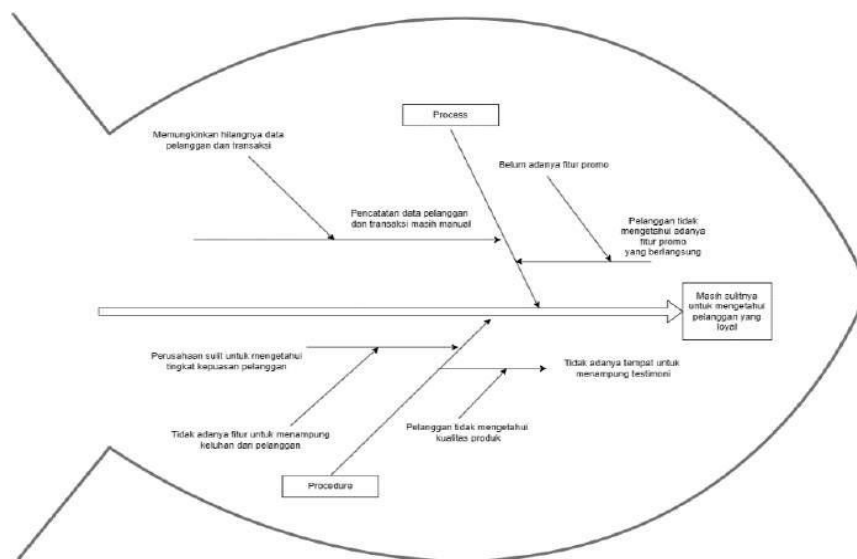 Process
Memungkinkan hilangnya data
pelanggan dan transaksi
Belum adanya fitur promo
Pencatatan data pelanggan
dan transaksi masih manual
Pelanggan tidak
mengetahui adanya
fitur promo
yang berlangsung
Masih sulitnya
untuk mengetahui
pelanggan yang
loyal
Perusahaan sulit untuk mengetahui
tingkat kepuasan pelanggan
Tidak adanya tempat untuk
menampung testimoni
Tidak adanya fitur untuk menampung
keluhan dari pelanggan
Pelanggan tidak mengetahui
kualitas produk
Procedure